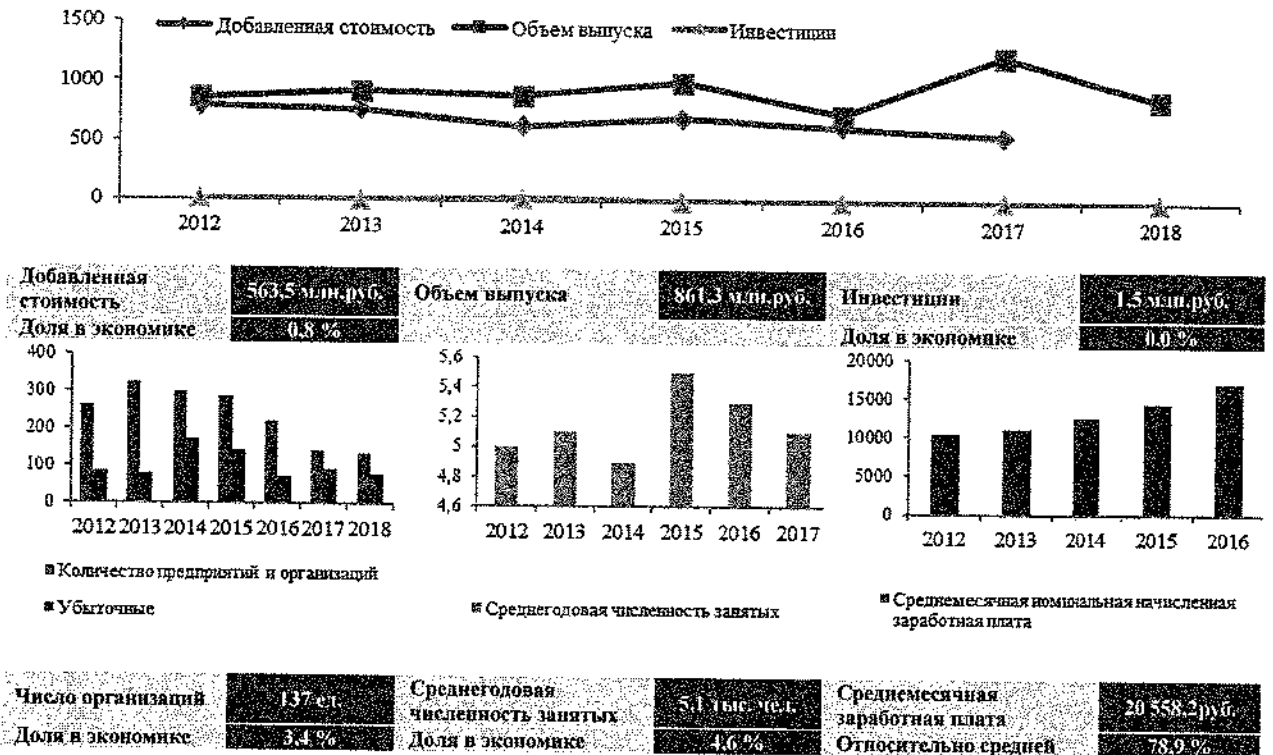 1500
Добавленная стоимость Объем выпуска Инвестиции
1000
500
0
2012 2013 2014 2015 2016 2017 2018
Добавленная стоимость 563.5 млн.руб.
Доля в экономике 0.8 %
Объем выпуска 861.3 млн.руб.
Инвестиции 1.5 млн.руб.
Доля в экономике 0.0 %
400
300
200
100
0
2012 2013 2014 2015 2016 2017 2018
Количество предприятий и организаций
Убыточные
5,6
5,4
5,2
5
4,8
4,6
2012 2013 2014 2015 2016 2017
Среднегодовая численность занятых
20000
15000
10000
5000
0
2012 2013 2014 2015 2016
Среднемесячная номинальная начисленная
заработная плата
Число организаций 137 ед.
Доля в экономике 3.4 %
Среднегодовая
численность занятых 5.1 тыс. чел.
Доля в экономике 4.6 %
Среднемесячная
заработная плата 20 558.2руб.
Относительно средней 78.9 %